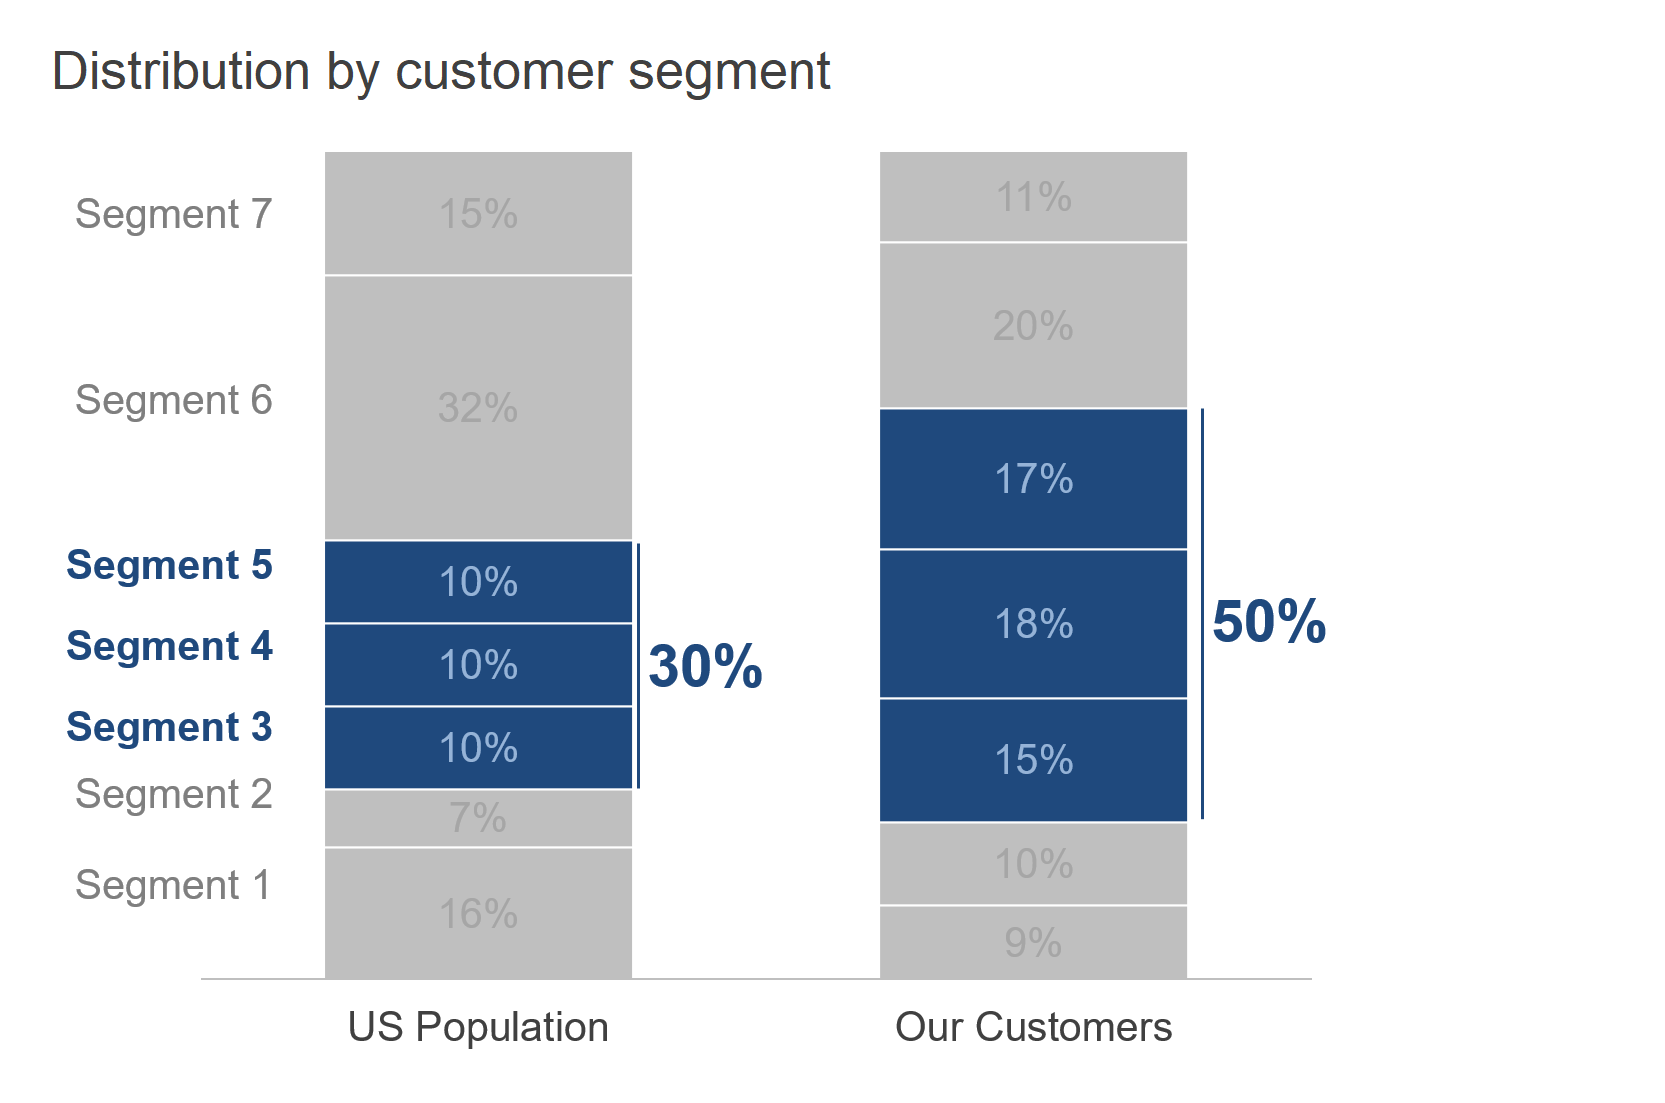 Distribution by customer segment
Segment 7 15% 11%
Segment 6 32% 20%
Segment 5 10% 17%
Segment 4 10% 18%
Segment 3 10% 15%
30% 50%
Segment 2 7% 10%
Segment 1 16% 9%
US Population Our Customers